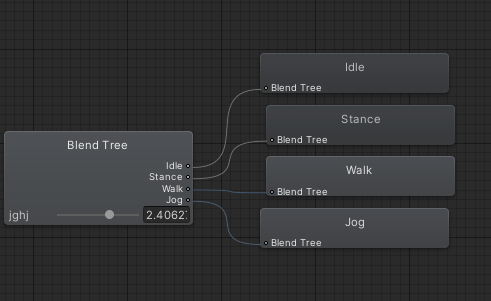 Blend Tree
Idle
Stance
Walk
Jog
jghj
2.4062
Idle
Blend Tree
Stance
Blend Tree
Walk
Blend Tree
Jog
Blend Tree